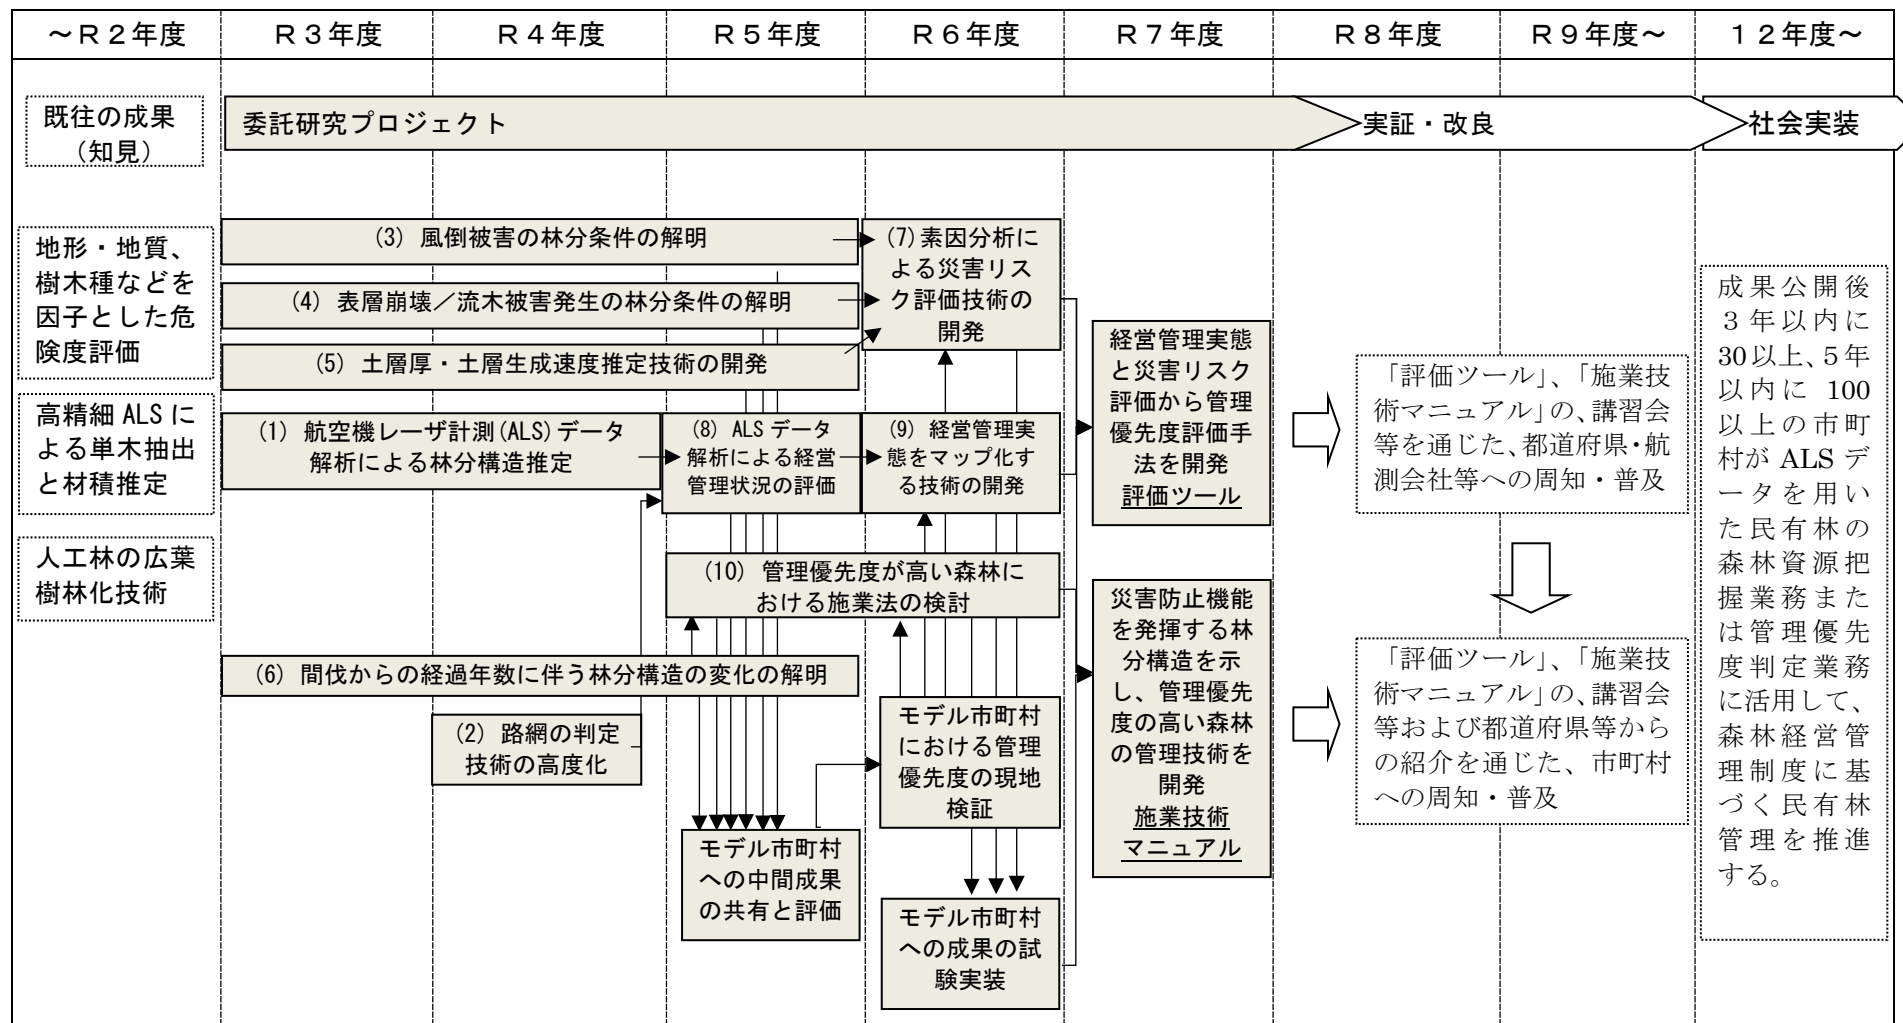 ～Ｒ２年度
Ｒ３年度
Ｒ４年度
Ｒ５年度
Ｒ６年度
Ｒ７年度
Ｒ８年度
Ｒ９年度～
１２年度～
既往の成果
（知見）
委託研究プロジェクト
実証・改良
社会実装
地形・地質、
樹木種などを
因子とした危
険度評価
高精細 ALS に
よる単木抽出
と材積推定
人工林の広葉
樹林化技術
(3) 風倒被害の林分条件の解明
(4) 表層崩壊／流木被害発生の林分条件の解明
(5) 土層厚・土層生成速度推定技術の開発
(7)素因分析に
よる災害リス
ク評価技術の
開発
(1) 航空機レーザ計測(ALS)データ
解析による林分構造推定
(8) ALS データ
解析による経営
管理状況の評価
(9) 経営管理実
態をマップ化す
る技術の開発
(10) 管理優先度が高い森林に
おける施業法の検討
(6) 間伐からの経過年数に伴う林分構造の変化の解明
(2) 路網の判定
技術の高度化
モデル市町村
への中間成果
の共有と評価
モデル市町村
における管理
優先度の現地
検証
モデル市町村
への成果の試
験実装
経営管理実態
と災害リスク
評価から管理
優先度評価手
法を開発
評価ツール
災害防止機能
を発揮する林
分構造を示
し、管理優先
度の高い森林
の管理技術を
開発
施業技術
マニュアル
「評価ツール」、「施業技
術マニュアル」の、講習会
等を通じた、都道府県・航
測会社等への周知・普及
「評価ツール」、「施業技
術マニュアル」の、講習会
等および都道府県等から
の紹介を通じた、市町村
への周知・普及
成果公開後
３年以内に
30以上、５年
以内に 100
以上の市町
村が ALS デ
ータを用い
た民有林の
森林資源把
握業務また
は管理優先
度判定業務
に活用して、
森林経営管
理制度に基
づく民有林
管理を推進
する。